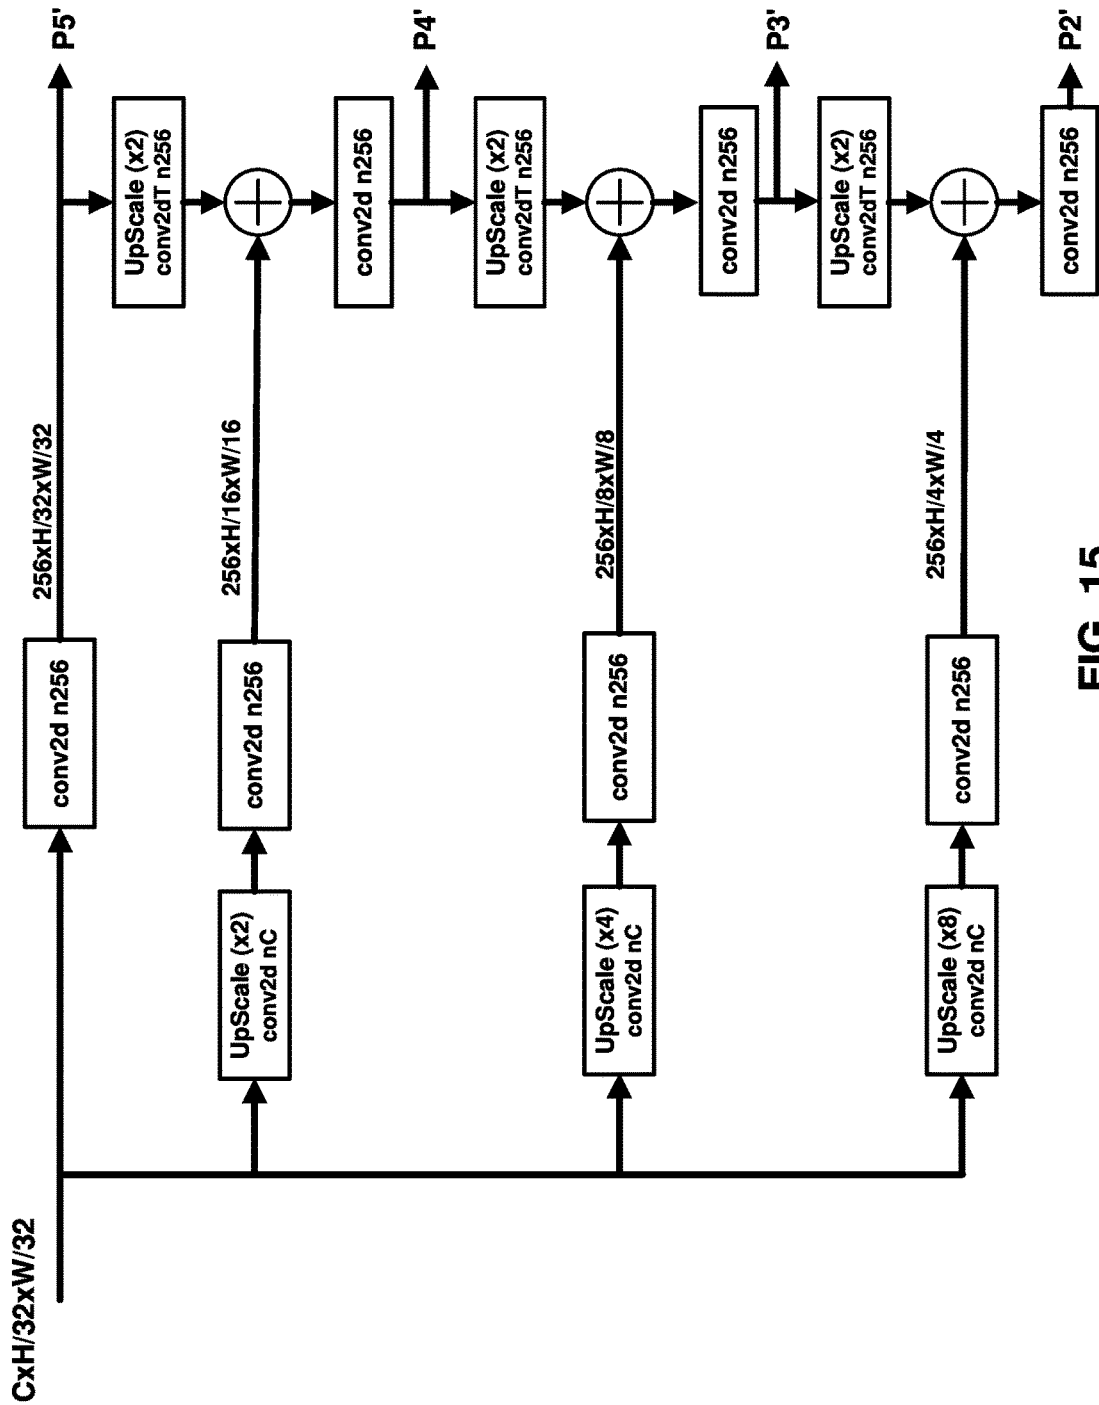 CxH/32xW/32
conv2d n256
256xH/32xW/32
P5'
UpScale (x2)
conv2dT n256
UpScale (x2)
conv2d nC
conv2d n256
256xH/16xW/16
conv2d n256
P4'
UpScale (x2)
conv2dT n256
UpScale (x4)
conv2d nC
conv2d n256
256xH/8xW/8
conv2d n256
P3'
UpScale (x2)
conv2dT n256
UpScale (x8)
conv2d nC
conv2d n256
256xH/4xW/4
conv2d n256
P2'
FIG. 15